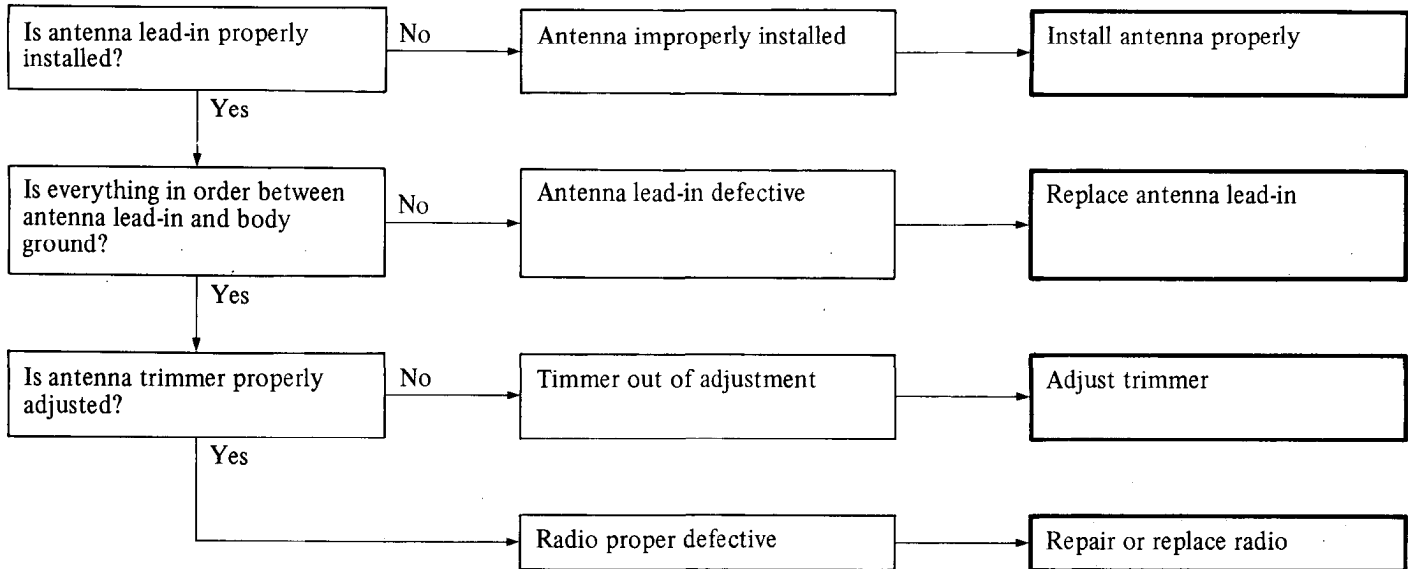 Is antenna lead-in properly
installed?
No
Antenna improperly installed
Install antenna properly
Yes
Is everything in order between
antenna lead-in and body
ground?
No
Antenna lead-in defective
Replace antenna lead-in
Yes
Is antenna trimmer properly
adjusted?
No
Timmer out of adjustment
Adjust trimmer
Yes
Radio proper defective
Repair or replace radio